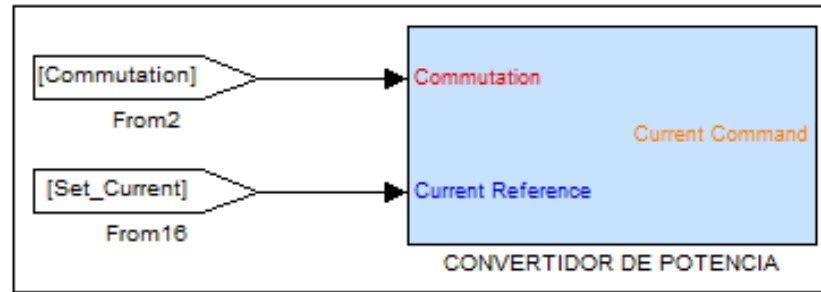 [Commutation]
From2
[Set_Current]
From16
Commutation
Current Command
Current Reference
CONVERTIDOR DE POTENCIA